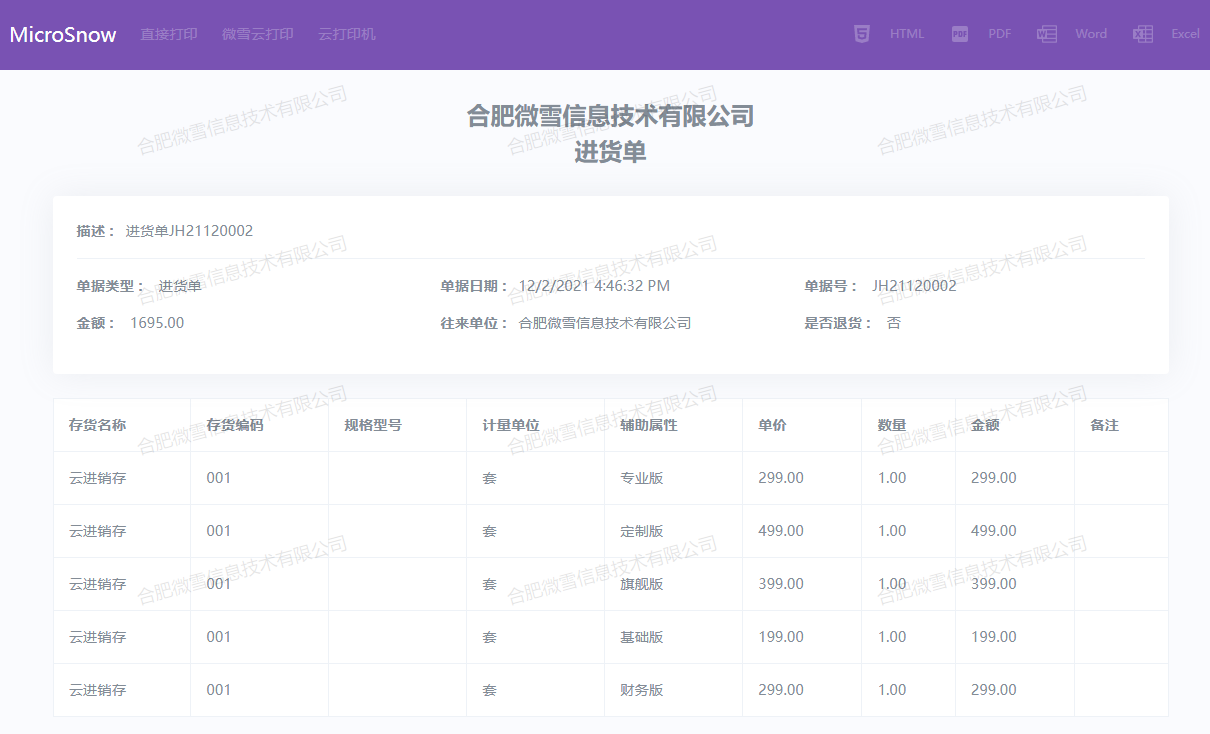 MicroSnow 直接打印 微雪云打印 云打印机 HTML PDF Word Excel
合肥微雪信息技术有限公司
进货单
描述： 进货单JH21120002
单据类型： 进货单 单据日期： 12/2/2021 4:46:32 PM 单据号： JH21120002
金额： 1695.00 往来单位： 合肥微雪信息技术有限公司 是否退货： 否
存货名称 存货编码 规格型号 计量单位 辅助属性 单价 数量 金额 备注
云进销存 001 套 专业版 299.00 1.00 299.00
云进销存 001 套 定制版 499.00 1.00 499.00
云进销存 001 套 旗舰版 399.00 1.00 399.00
云进销存 001 套 基础版 199.00 1.00 199.00
云进销存 001 套 财务版 299.00 1.00 299.00
合肥微雪信息技术有限公司
合肥微雪信息技术有限公司
合肥微雪信息技术有限公司
合肥微雪信息技术有限公司
合肥微雪信息技术有限公司
合肥微雪信息技术有限公司
合肥微雪信息技术有限公司
合肥微雪信息技术有限公司
合肥微雪信息技术有限公司
合肥微雪信息技术有限公司
合肥微雪信息技术有限公司
合肥微雪信息技术有限公司